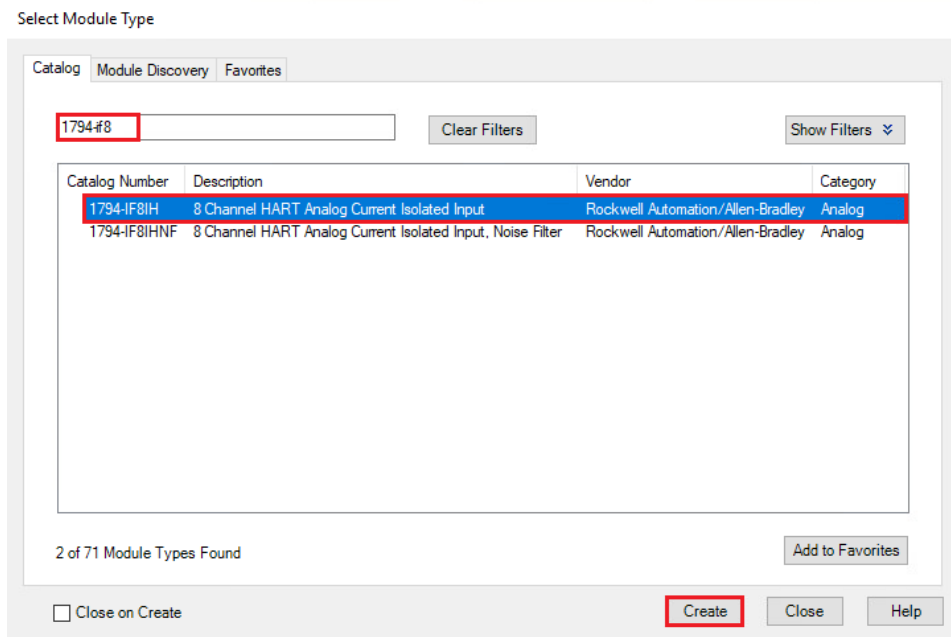 Select Module Type
Catalog Module Discovery Favorites
1794-if8 Clear Filters Show Filters
Catalog Number Description Vendor Category
1794-IF8IH 8 Channel HART Analog Current Isolated Input Rockwell Automation/Allen-Bradley Analog
1794-IF8IHNF 8 Channel HART Analog Current Isolated Input, Noise Filter Rockwell Automation/Allen-Bradley Analog
2 of 71 Module Types Found Add to Favorites
Close on Create Create Close Help